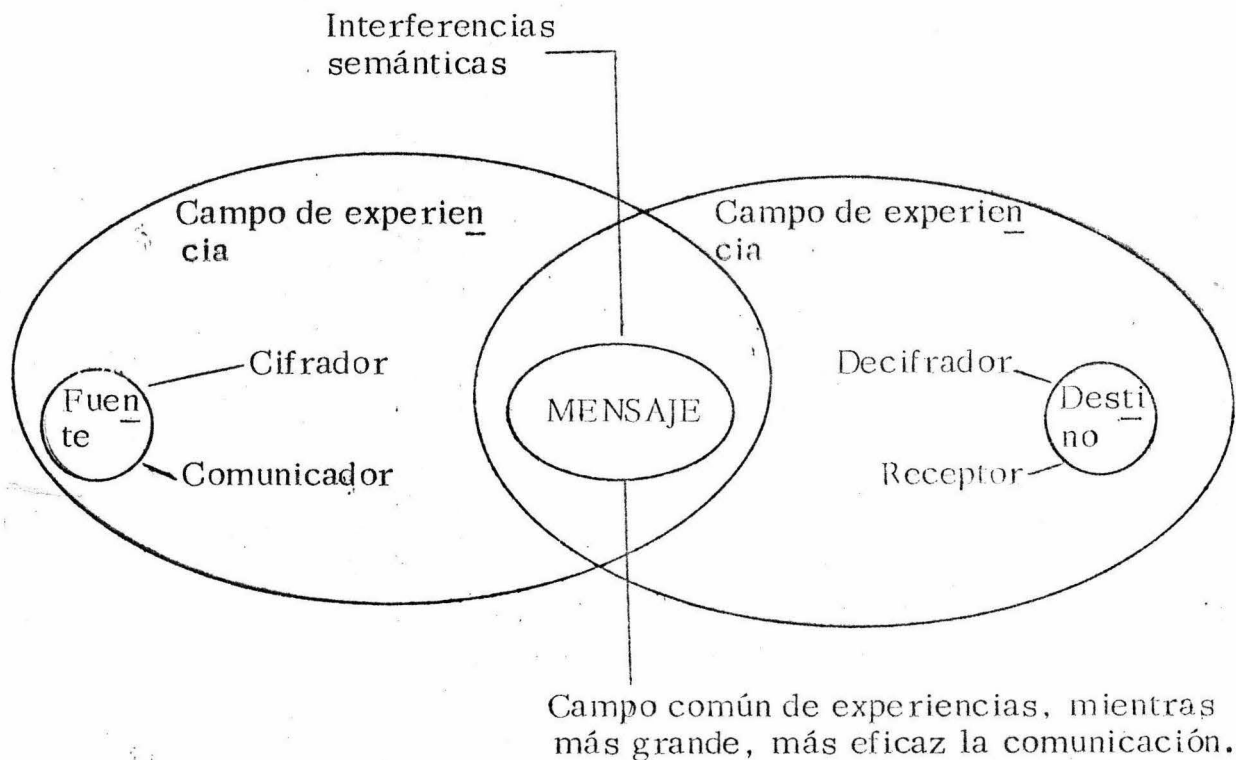 Interferencias
semánticas
Campo de experien
cia
Campo de experien
cia
Cifrador
Fuen
te
Comunicador
MENSAJE
Decifrador
Desti
no
Receptor
Campo común de experiencias, mientras
más grande, más eficaz la comunicación.